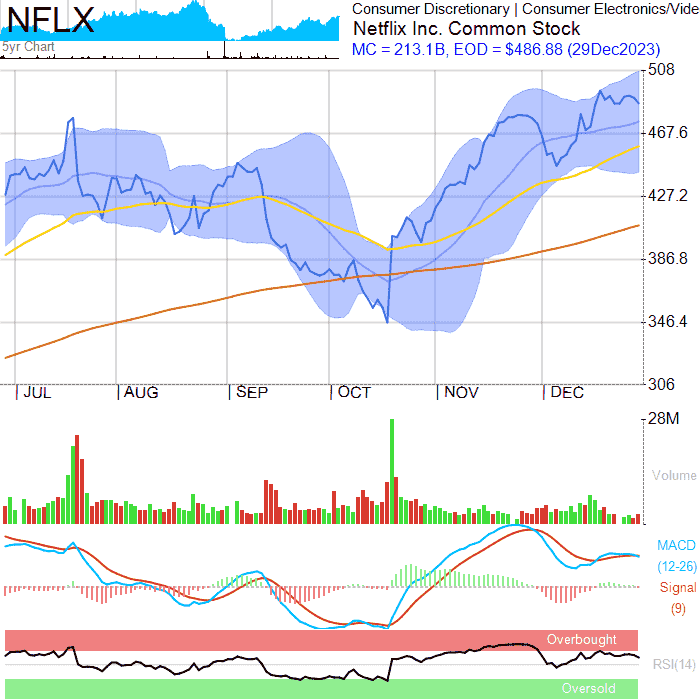 NFLX
5yr Chart
Consumer Discretionary | Consumer Electronics/Vide
Netflix Inc. Common Stock
MC = 213.1B, EOD = $486.88 (29Dec2023)
508
467.6
427.2
386.8
346.4
306
JUL AUG SEP OCT NOV DEC
28M
Volume
MACD
(12-26)
Signal
(9)
Overbought
RSI(14)
Oversold